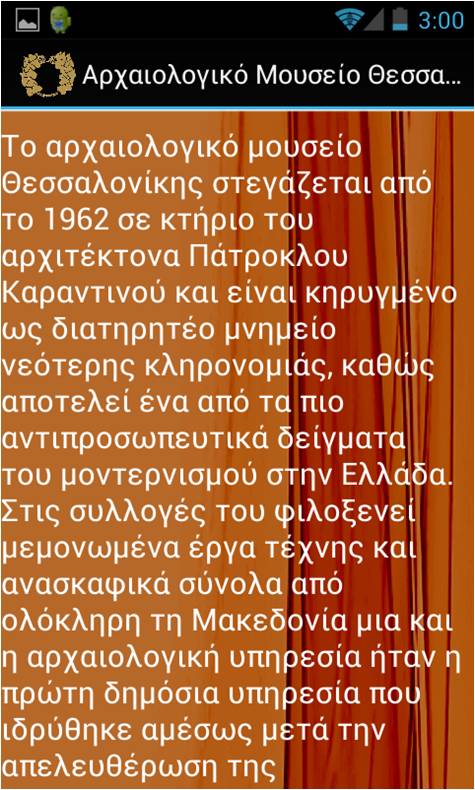 3:00
Αρχαιολογικό Μουσείο Θεσσα...
Το αρχαιολογικό μουσείο
Θεσσαλονίκης στεγάζεται από
το 1962 σε κτήριο του
αρχιτέκτονα Πάτροκλου
Καραντινού και είναι κηρυγμένο
ως διατηρητέο μνημείο
νεότερης κληρονομιάς, καθώς
αποτελεί ένα από τα πιο
αντιπροσωπευτικά δείγματα
του μοντερνισμού στην Ελλάδα.
Στις συλλογές του φιλοξενεί
μεμονωμένα έργα τέχνης και
ανασκαφικά σύνολα από
ολόκληρη τη Μακεδονία μια και
η αρχαιολογική υπηρεσία ήταν η
πρώτη δημόσια υπηρεσία που
ιδρύθηκε αμέσως μετά την
απελευθέρωση της